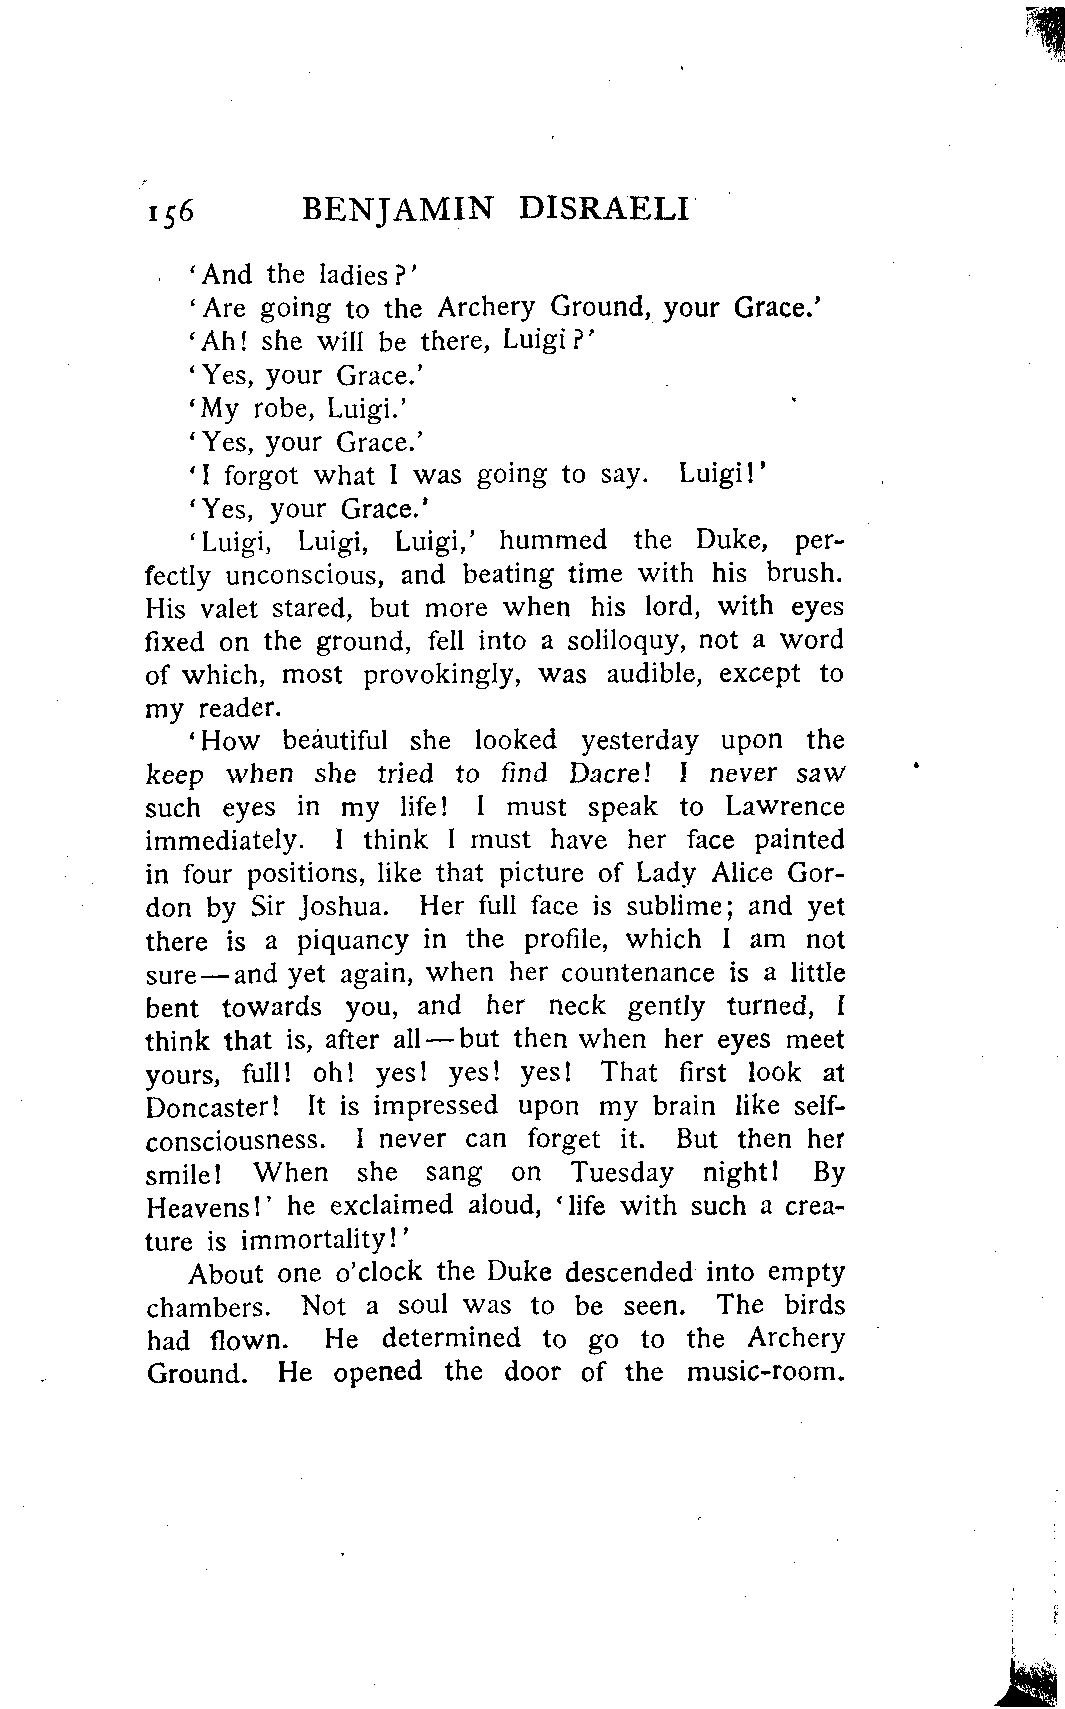 156 BENJAMIN DISRAELI
'And the ladies?'
'Are going to the Archery Ground, your Grace.'
'Ah! she will be there, Luigi?'
'Yes, your Grace.'
'My robe, Luigi.'
'Yes, your Grace.'
'I forgot what I was going to say. Luigi!'
'Yes, your Grace.'
'Luigi, Luigi, Luigi,' hummed the Duke, per-
fectly unconscious, and beating time with his brush.
His valet stared, but more when his lord, with eyes
fixed on the ground, fell into a soliloquy, not a word
of which, most provokingly, was audible, except to
my reader.
'How beautiful she looked yesterday upon the
keep when she tried to find Dacre! I never saw
such eyes in my life! I must speak to Lawrence
immediately. I think I must have her face painted
in four positions, like that picture of Lady Alice Gor-
don by Sir Joshua. Her full face is sublime; and yet
there is a piquancy in the profile, which I am not
sure—and yet again, when her countenance is a little
bent towards you, and her neck gently turned, I
think that is, after all—but then when her eyes meet
yours, full! oh! yes! yes! yes! That first look at
Doncaster! It is impressed upon my brain like self-
consciousness. I never can forget it. But then her
smile! When she sang on Tuesday night! By
Heavens!' he exclaimed aloud, 'life with such a crea-
ture is immortality!'
About one o'clock the Duke descended into empty
chambers. Not a soul was to be seen. The birds
had flown. He determined to go to the Archery
Ground. He opened the door of the music-room.